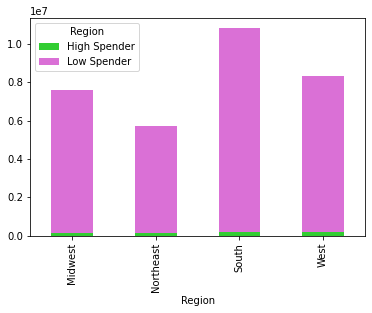 1e7
Region
High Spender
Low Spender
1.0
0.8
0.6
0.4
0.2
0.0
Midwest
Northeast
South
West
Region